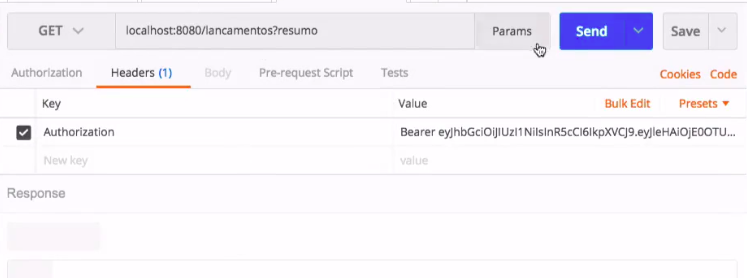 GET localhost:8080/lancamentos?resumo Params Send Save
Authorization Headers (1) Body Pre-request Script Tests Cookies Code
Key Value Bulk Edit Presets
Authorization Bearer eyJhbGciOiJIUzI1NiIsInR5cCI6IkpXVCJ9.eyJleHAiOjE0OTU...
New key value
Response